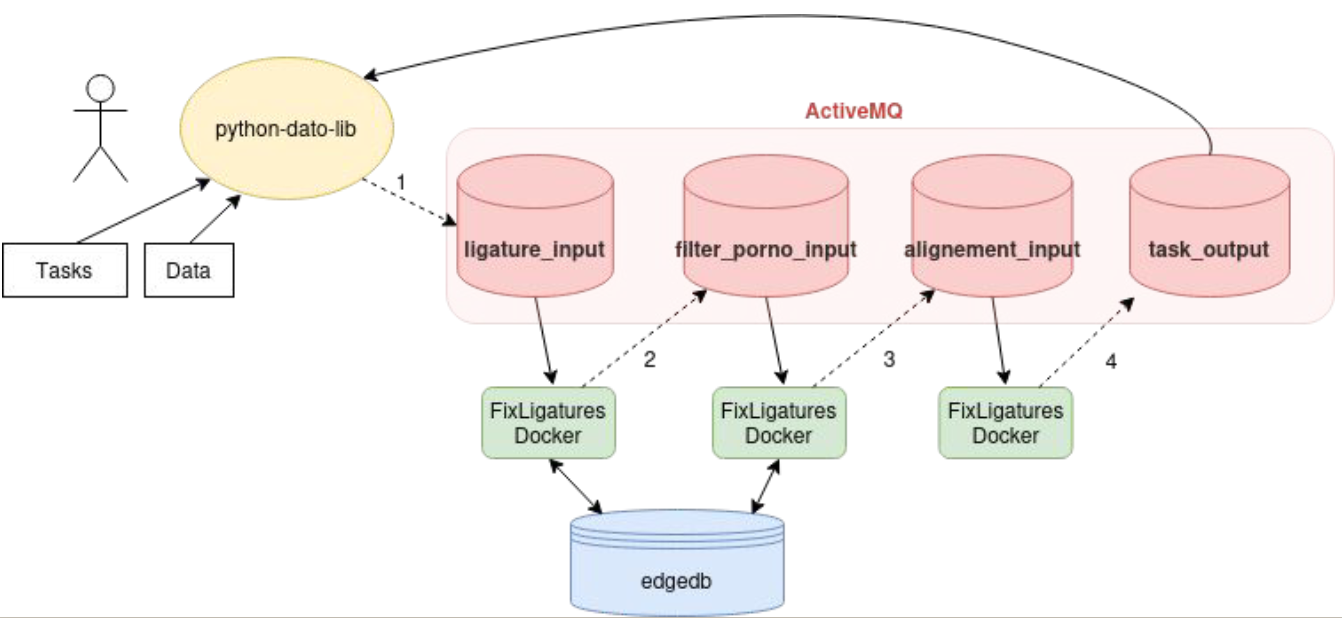 ActiveMQ
python-dato-lib
1
ligature_input
filter_porno_input
alignement_input
task_output
Tasks
Data
2
3
4
FixLigatures
Docker
FixLigatures
Docker
FixLigatures
Docker
edgedb